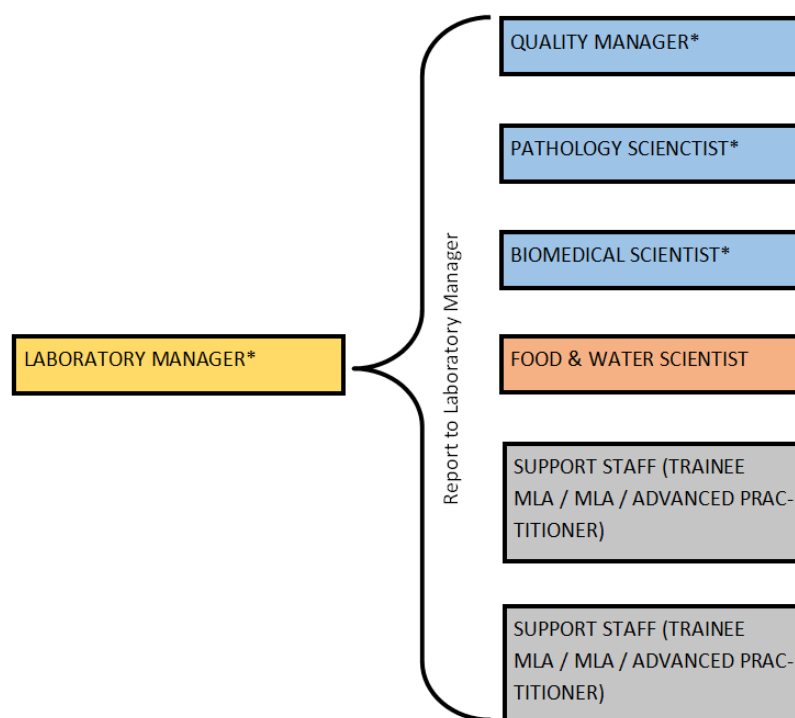 QUALITY MANAGER*
PATHOLOGY SCIENCTIST*
BIOMEDICAL SCIENTIST*
Report to Laboratory Manager
LABORATORY MANAGER*
FOOD & WATER SCIENTIST
SUPPORT STAFF (TRAINEE
MLA / MLA / ADVANCED PRAC-
TITIONER)
SUPPORT STAFF (TRAINEE
MLA / MLA / ADVANCED PRAC-
TITIONER)